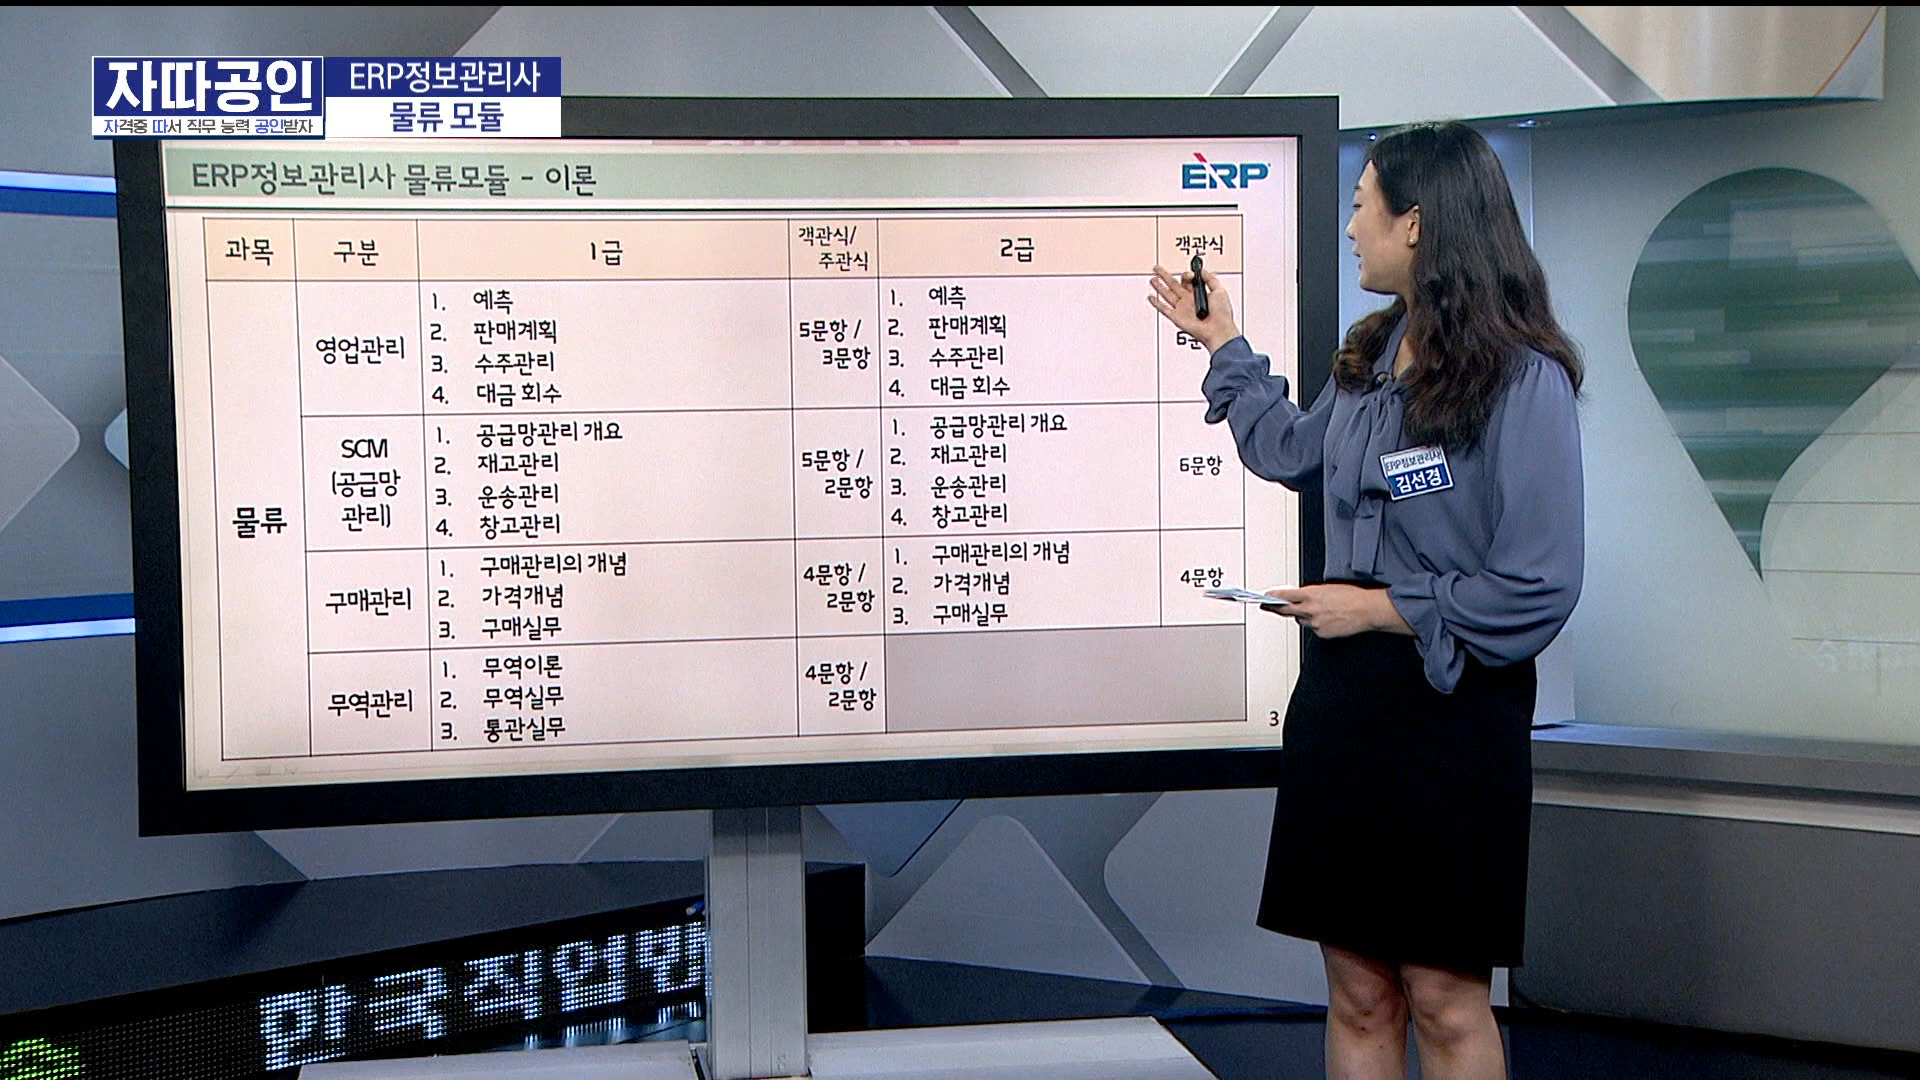 자따공인
자격증 따서 직무 능력 공인받자
ERP정보관리사
물류 모듈
ERP정보관리사 물류모듈 - 이론
ERP
과목
구분
1급
객관식/
주관식
2급
객관식
물류
영업관리
1. 예측
2. 판매계획
3. 수주관리
4. 대금 회수
5문항 /
3문항
1. 예측
2. 판매계획
3. 수주관리
4. 대금 회수
SCM
(공급망
관리)
1. 공급망관리 개요
2. 재고관리
3. 운송관리
4. 창고관리
5문항 /
2문항
1. 공급망관리 개요
2. 재고관리
3. 운송관리
4. 창고관리
6문항
구매관리
1. 구매관리의 개념
2. 가격개념
3. 구매실무
4문항 /
2문항
1. 구매관리의 개념
2. 가격개념
3. 구매실무
4문항
무역관리
1. 무역이론
2. 무역실무
3. 통관실무
4문항 /
2문항
3
ERP정보관리사
김선경
한국직업